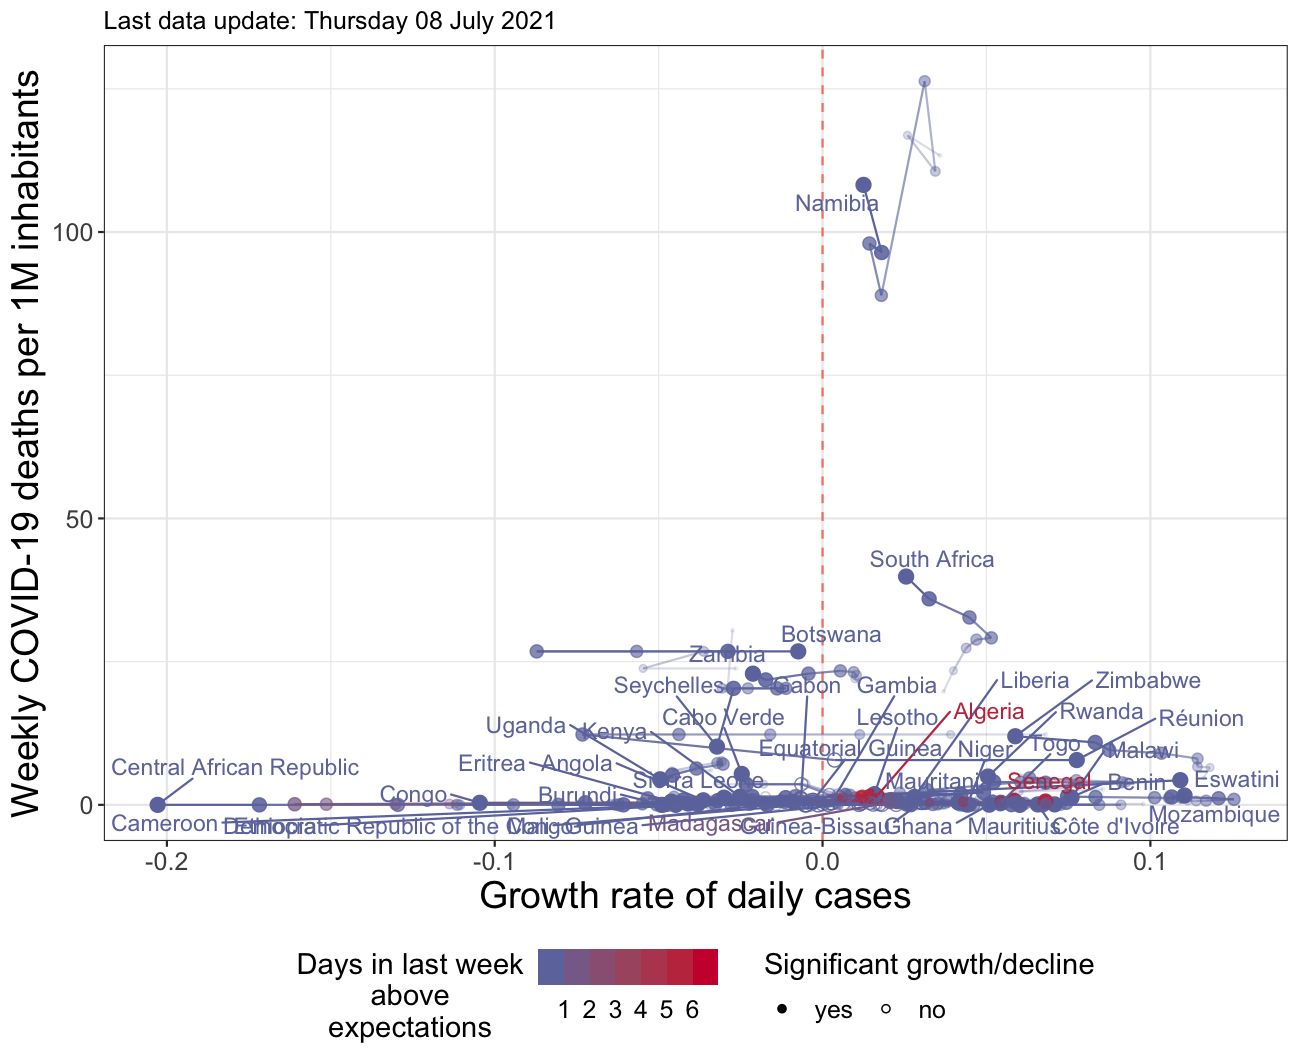 Last data update: Thursday 08 July 2021
Weekly COVID-19 deaths per 1M inhabitants
100
50
0
Namibia
South Africa
Botswana
Zambia
Seychelles
Gabon
Gambia
Liberia
Zimbabwe
Cabo Verde
Lesotho
Algeria
Rwanda
Réunion
Uganda
Kenya
Equatorial Guinea
Niger
Togo
Malawi
Eritrea
Angola
Central African Republic
Sierra Leone
Mauritania
Senegal
Benin
Eswatini
Congo
Burundi
Mozambique
Cameroon
Democratic Republic of the Congo
Ethiopia
Mali
Guinea
Madagascar
Guinea-Bissau
Ghana
Mauritius
Côte d'Ivoire
-0.2
-0.1
0.0
0.1
Growth rate of daily cases
Days in last week
above
expectations
1 2 3 4 5 6
Significant growth/decline
yes
no